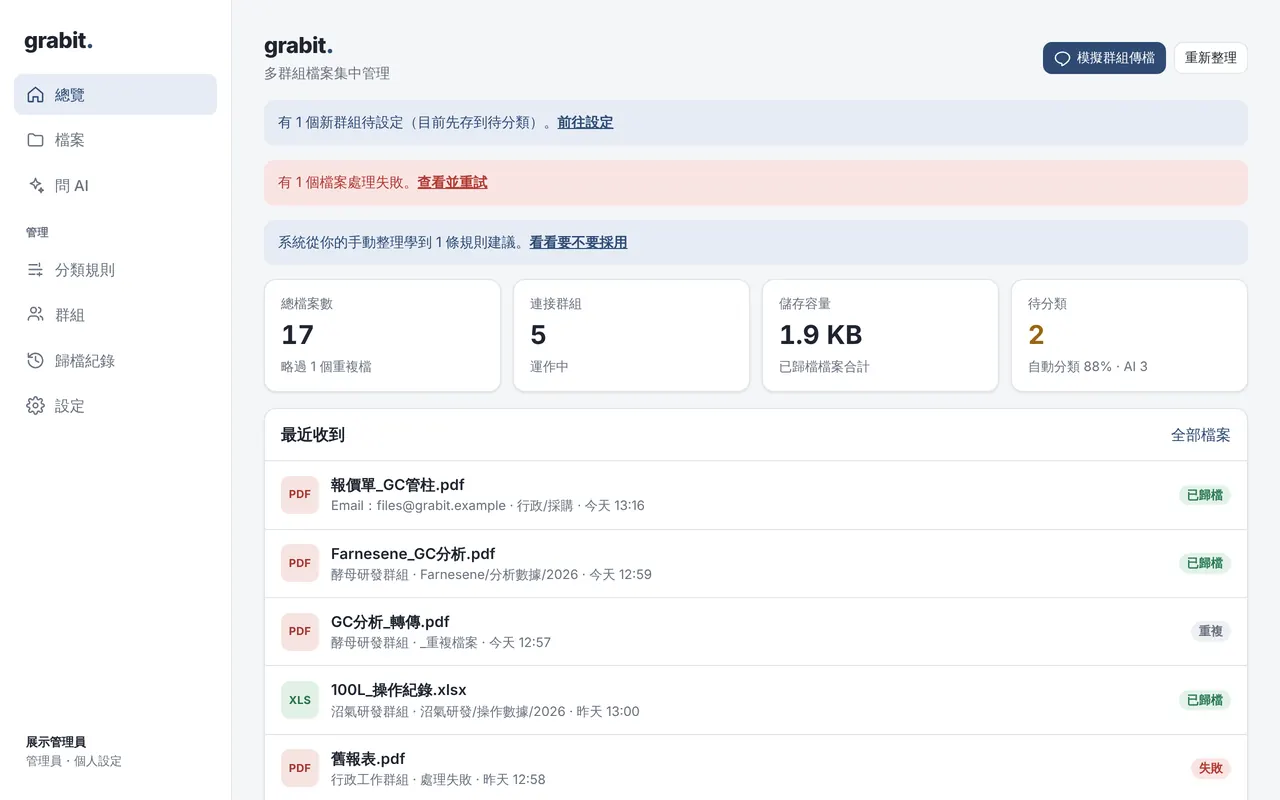 grabit.
總覽
檔案
問 AI
管理
分類規則
群組
歸檔紀錄
設定
展示管理員
管理員 · 個人設定
grabit.
多群組檔案集中管理
模擬群組傳檔
重新整理
有 1 個新群組待設定（目前先存到待分類）。前往設定
有 1 個檔案處理失敗。查看並重試
系統從你的手動整理學到 1 條規則建議。看看要不要採用
總檔案數
17
略過 1 個重複檔
連接群組
5
運作中
儲存容量
1.9 KB
已歸檔檔案合計
待分類
2
自動分類 88% · AI 3
最近收到
全部檔案
PDF
報價單_GC管柱.pdf
Email：files@grabit.example · 行政/採購 · 今天 13:16
已歸檔
PDF
Farnesene_GC分析.pdf
酵母研發群組 · Farnesene/分析數據/2026 · 今天 12:59
已歸檔
PDF
GC分析_轉傳.pdf
酵母研發群組 · _重複檔案 · 今天 12:57
重複
XLS
100L_操作紀錄.xlsx
沼氣研發群組 · 沼氣研發/操作數據/2026 · 昨天 13:00
已歸檔
PDF
舊報表.pdf
行政工作群組 · 處理失敗 · 昨天 12:58
失敗